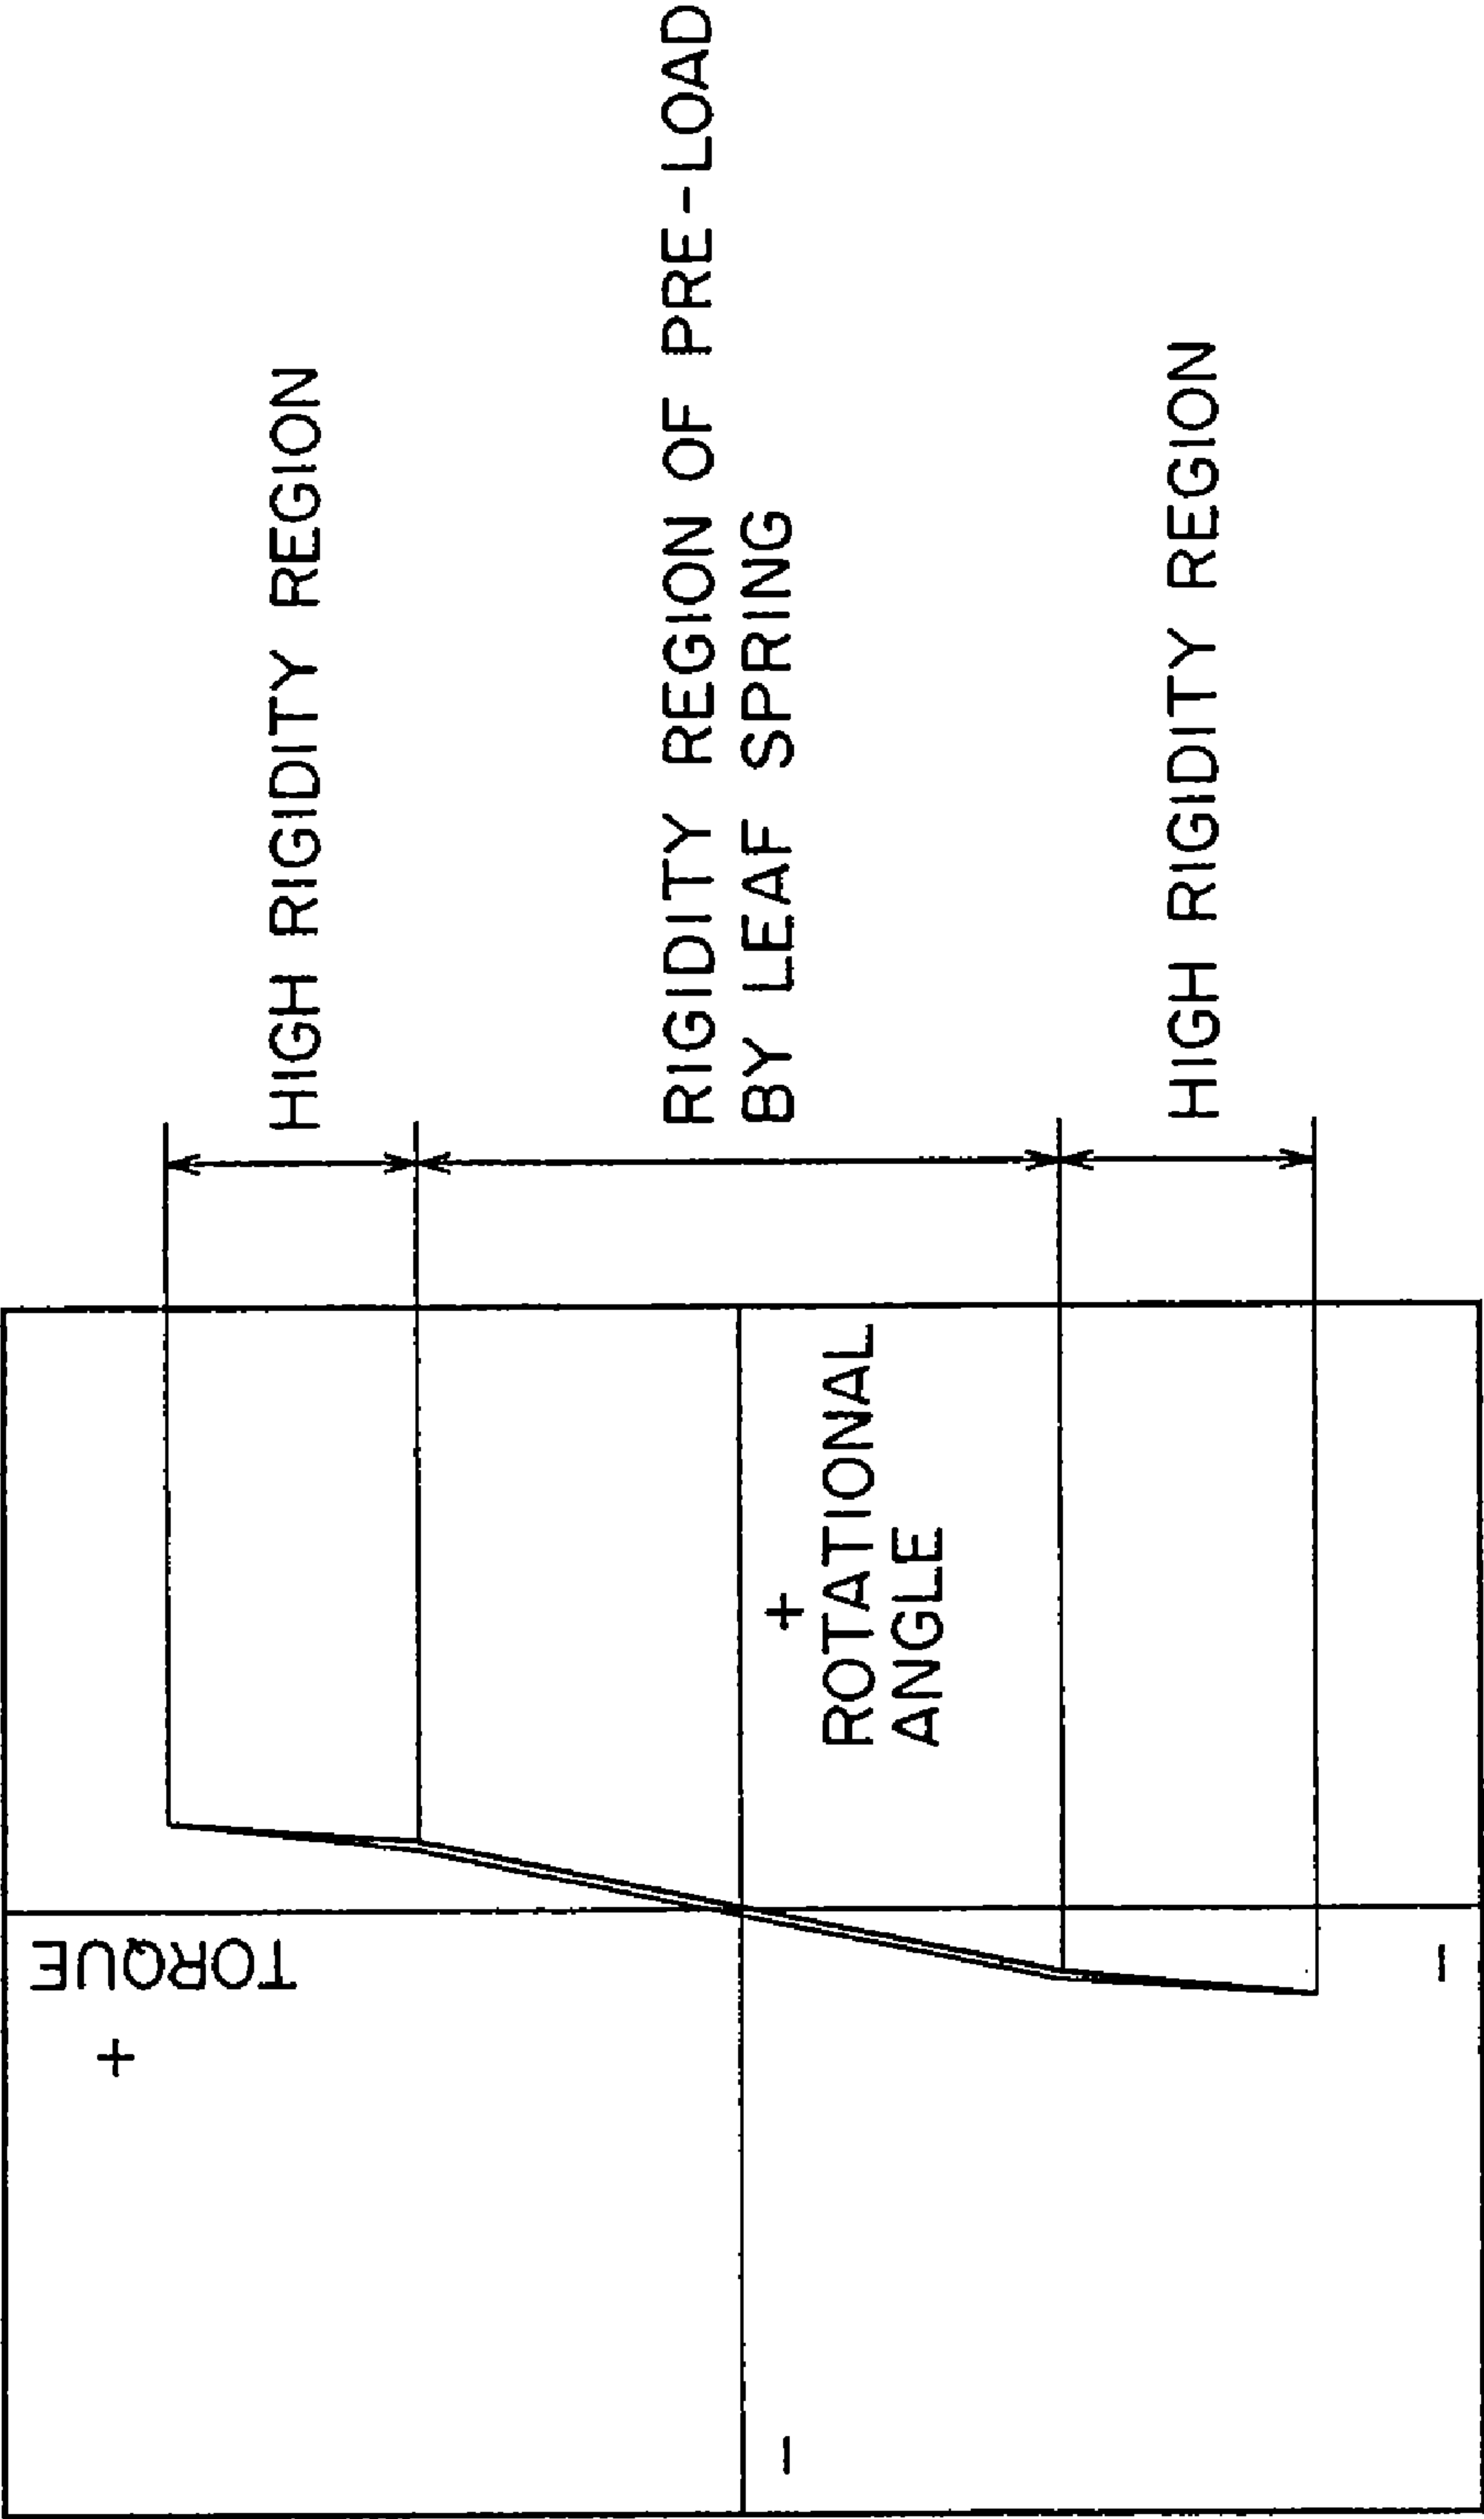 TORQUE
+
HIGH RIGIDITY REGION
RIGIDITY REGION OF PRE-LOAD
BY LEAF SPRING
-
+
ROTATIONAL
ANGLE
HIGH RIGIDITY REGION
-